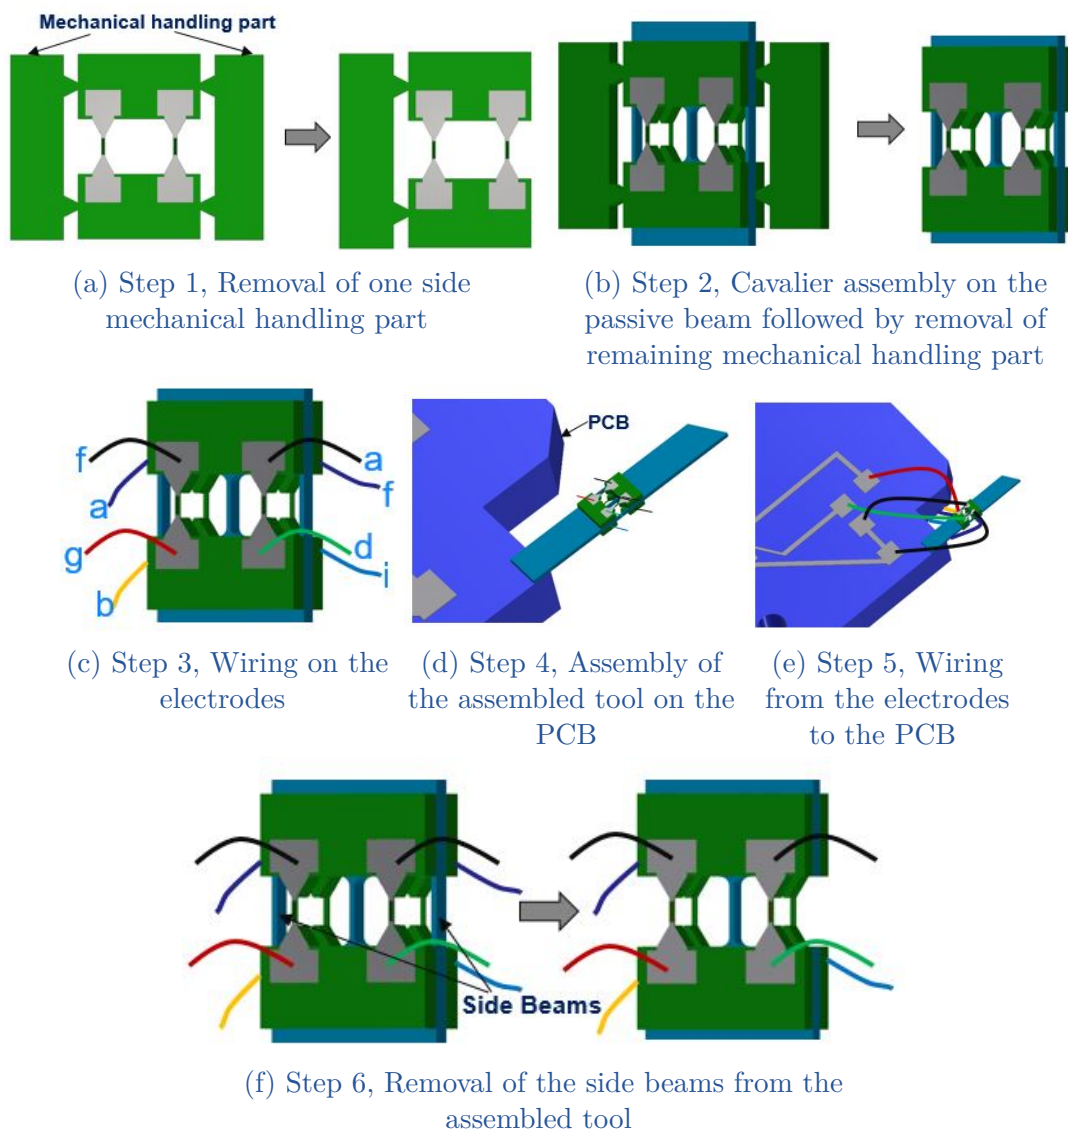 Mechanical handling part
(a) Step 1, Removal of one side
mechanical handling part
(b) Step 2, Cavalier assembly on the
passive beam followed by removal of
remaining mechanical handling part
f
a
a
f
g
d
b
i
(c) Step 3, Wiring on the
electrodes
PCB
(d) Step 4, Assembly of
the assembled tool on the
PCB
(e) Step 5, Wiring
from the electrodes
to the PCB
Side Beams
(f) Step 6, Removal of the side beams from the
assembled tool